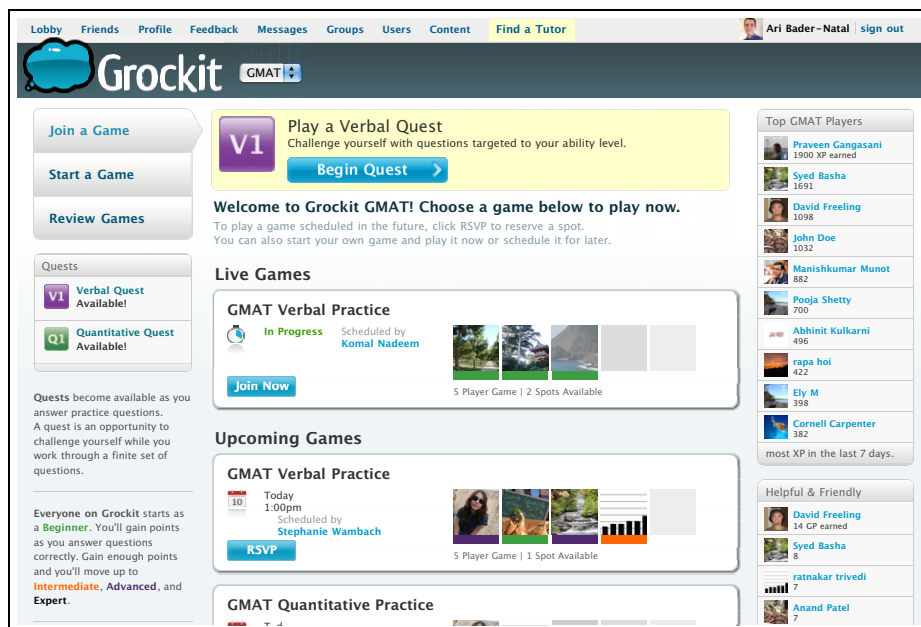 Lobby Friends Profile Feedback Messages Groups Users Content Find a Tutor
Ari Bader-Natal sign out
Grockit
GMAT
Join a Game
Start a Game
Review Games
Quests
V1
Verbal Quest
Available!
Q1
Quantitative Quest
Available!
Quests become available as you
answer practice questions.
A quest is an opportunity to
challenge yourself while you
work through a finite set of
questions.
Everyone on Grockit starts as
a Beginner. You'll gain points
as you answer questions
correctly. Gain enough points
and you'll move up to
Intermediate, Advanced, and
Expert.
V1
Play a Verbal Quest
Challenge yourself with questions targeted to your ability level.
Begin Quest
Welcome to Grockit GMAT! Choose a game below to play now.
To play a game scheduled in the future, click RSVP to reserve a spot.
You can also start your own game and play it now or schedule it for later.
Live Games
GMAT Verbal Practice
In Progress
Scheduled by
Komal Nadeem
Join Now
5 Player Game | 2 Spots Available
Upcoming Games
GMAT Verbal Practice
10
Today
1:00pm
Scheduled by
Stephanie Wambach
RSVP
5 Player Game | 1 Spot Available
GMAT Quantitative Practice
Top GMAT Players
Praveen Gangasani
1900 XP earned
Syed Basha
1691
David Freeling
1098
John Doe
1032
Manishkumar Munot
882
Pooja Shetty
700
Abhinit Kulkarni
496
rapa hoi
422
Ely M
398
Cornell Carpenter
382
most XP in the last 7 days.
Helpful & Friendly
David Freeling
14 GP earned
Syed Basha
8
ratnakar trivedi
7
Anand Patel
7